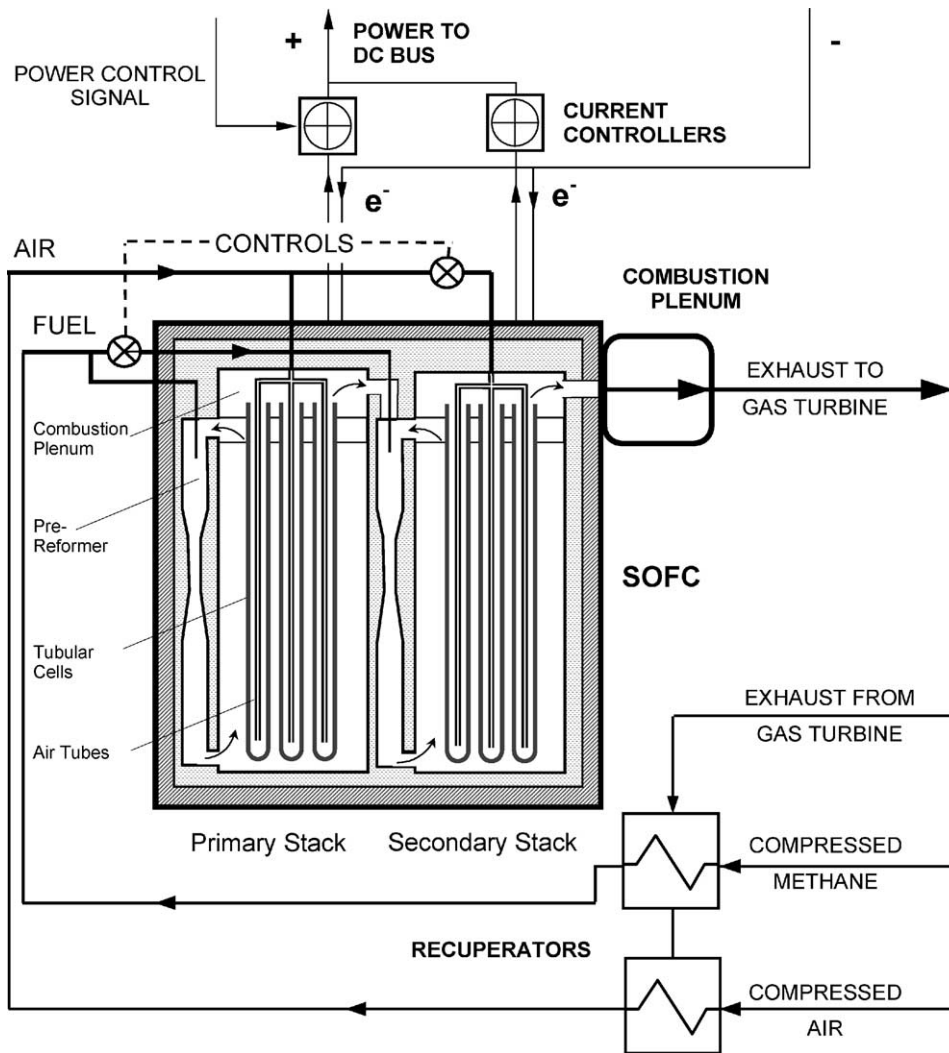 +
POWER TO
DC BUS
-
POWER CONTROL
SIGNAL
CURRENT
CONTROLLERS
e-
e-
CONTROLS
AIR
COMBUSTION
PLENUM
FUEL
EXHAUST TO
GAS TURBINE
Combustion
Plenum
Pre-
Reformer
SOFC
Tubular
Cells
Air Tubes
EXHAUST FROM
GAS TURBINE
Primary Stack
Secondary Stack
COMPRESSED
METHANE
RECUPERATORS
COMPRESSED
AIR